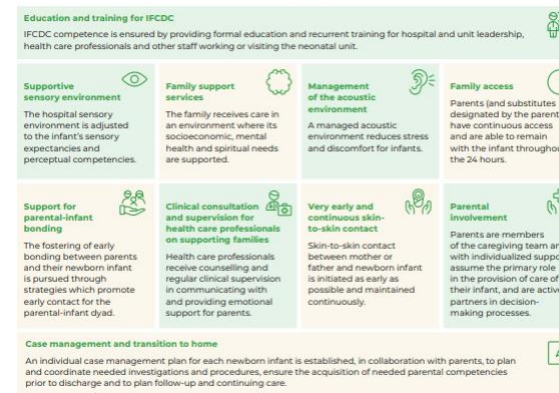 Education and training for IFCDC
IFCDC competence is ensured by providing formal education and recurrent training for hospital and unit leadership,
health care professionals and other staff working or visiting the neonatal unit.
Supportive
sensory environment
The hospital sensory
environment is adjusted
to the infant's sensory
expectancies and
perceptual competencies.
Family support
services
The family receives care in
an environment where its
socioeconomic, mental
health and spiritual needs
are supported.
Management
of the acoustic
environment
A managed acoustic
environment reduces stress
and discomfort for infants.
Family access
Parents (and substitutes
designated by the parent
have continuous access
and are able to remain
with the infant throughou
the 24 hours.
Support for
parental-infant
bonding
The fostering of early
bonding between parents
and their newborn infant
is pursued through
strategies which promote
early contact for the
parental-infant dyad.
Clinical consultation
and supervision for
health care professionals
on supporting families
Health care professionals
receive counselling and
regular clinical supervision
in communicating with
and providing emotional
support for parents.
Very early and
continuous skin-
to-skin contact
Skin-to-skin contact
between mother or
father and newborn infant
is initiated as early as
possible and maintained
continuously.
Parental
involvement
Parents are members
of the caregiving team an
with individualized suppo
assume the primary role
in the provision of care of
their infant, and are active
partners in decision-
making processes.
Case management and transition to home
An individual case management plan for each newborn infant is established, in collaboration with parents, to plan
and coordinate needed investigations and procedures, ensure the acquisition of needed parental competencies
prior to discharge and to plan follow-up and continuing care.